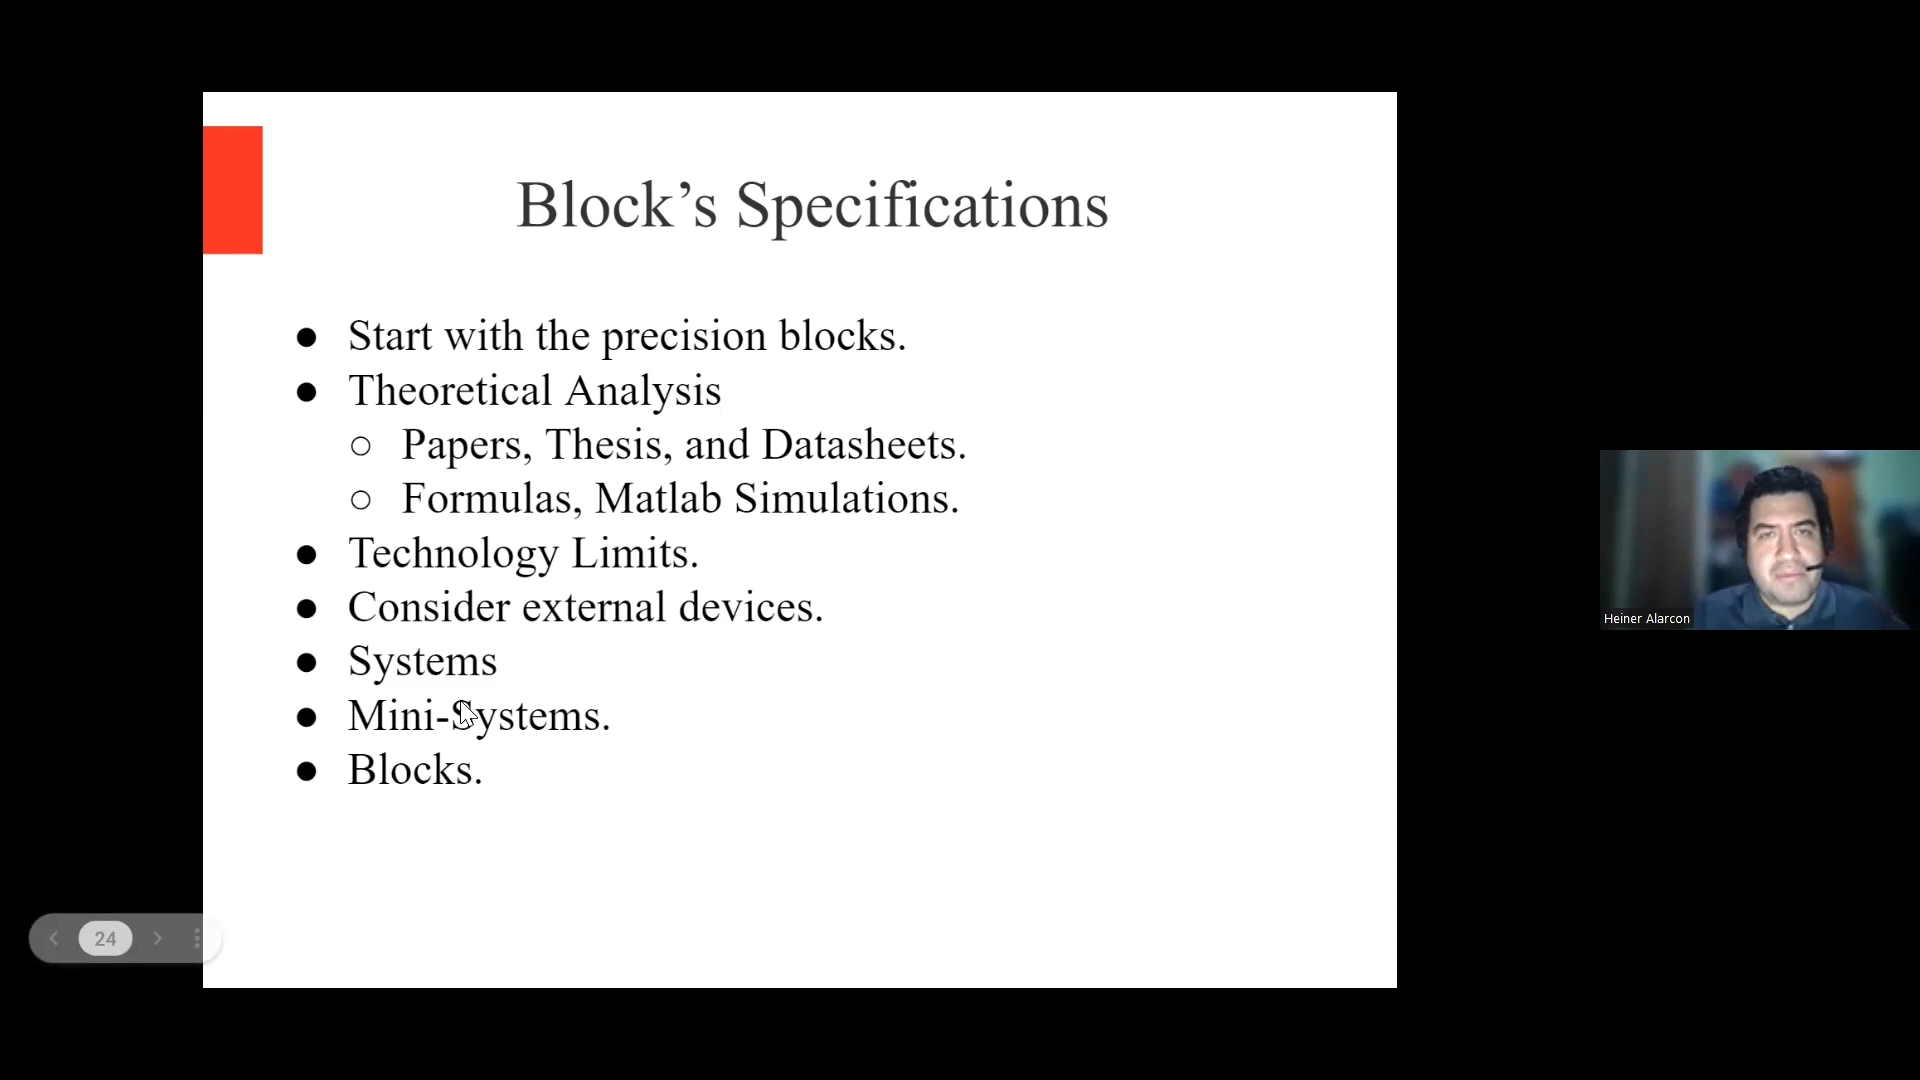 Block’s Specifications
● Start with the precision blocks.
● Theoretical Analysis
○ Papers, Thesis, and Datasheets.
○ Formulas, Matlab Simulations.
● Technology Limits.
● Consider external devices.
● Systems
● Mini-Systems.
● Blocks.
Heiner Alarcon
24